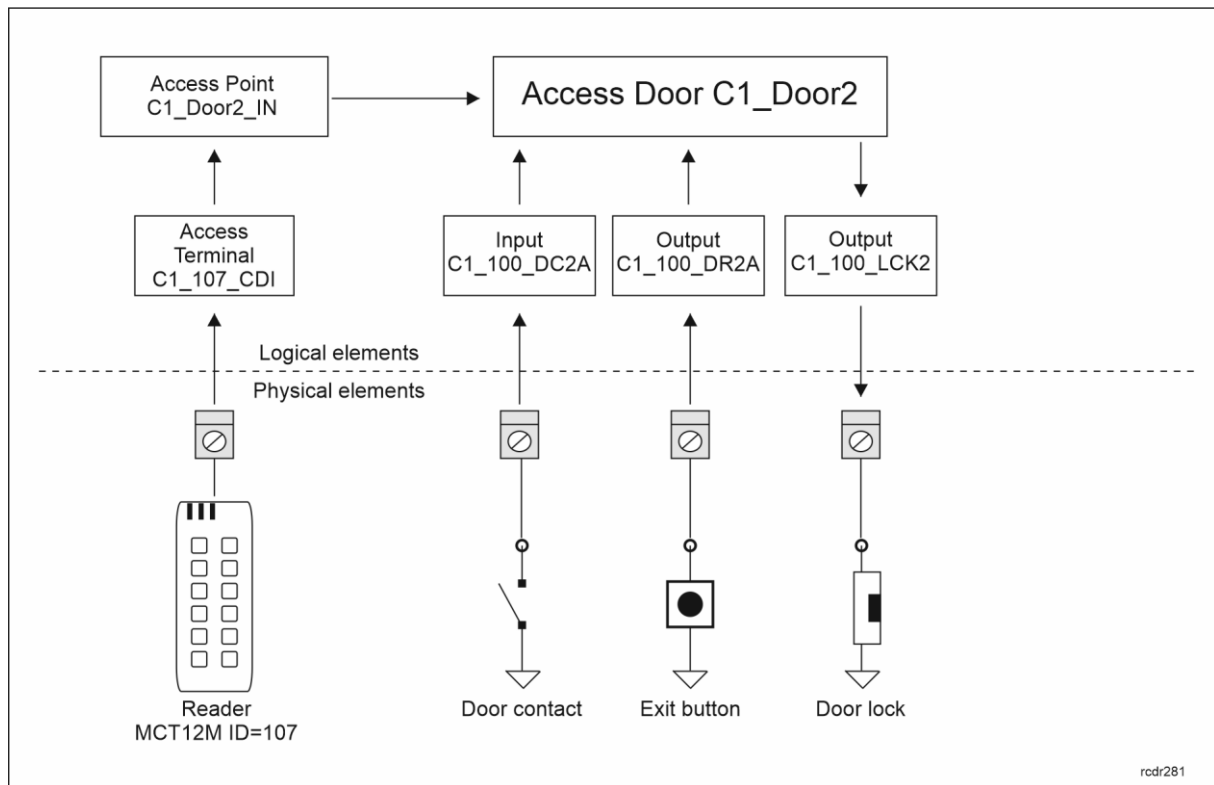 Access Point
C1_Door2_IN
Access Door C1_Door2
Access
Terminal
C1_107_CDI
Input
C1_100_DC2A
Output
C1_100_DR2A
Output
C1_100_LCK2
Logical elements
Physical elements
Reader
MCT12M ID=107
Door contact
Exit button
Door lock
rcdr281